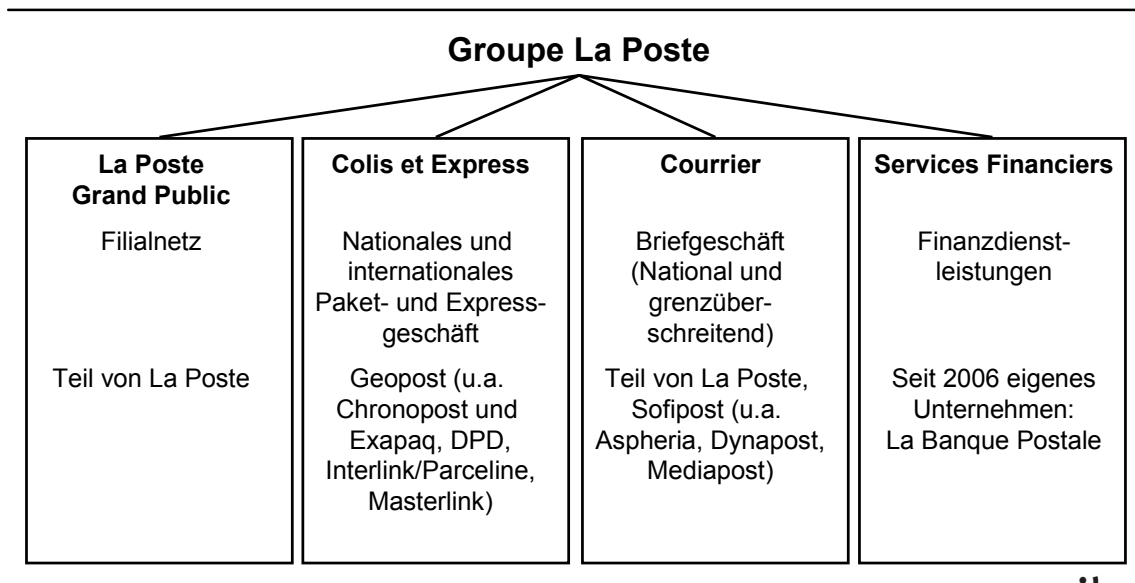 Groupe La Poste
La Poste
Grand Public
Filialnetz
Teil von La Poste
Colis et Express
Nationales und
internationales
Paket- und Express-
geschäft
Geopost (u.a.
Chronopost und
Exapaq, DPD,
Interlink/Parceline,
Masterlink)
Courrier
Briefgeschäft
(National und
grenzüber-
schreitend)
Teil von La Poste,
Sofipost (u.a.
Aspheria, Dynapost,
Mediapost)
Services Financiers
Finanzdienst-
leistungen
Seit 2006 eigenes
Unternehmen:
La Banque Postale